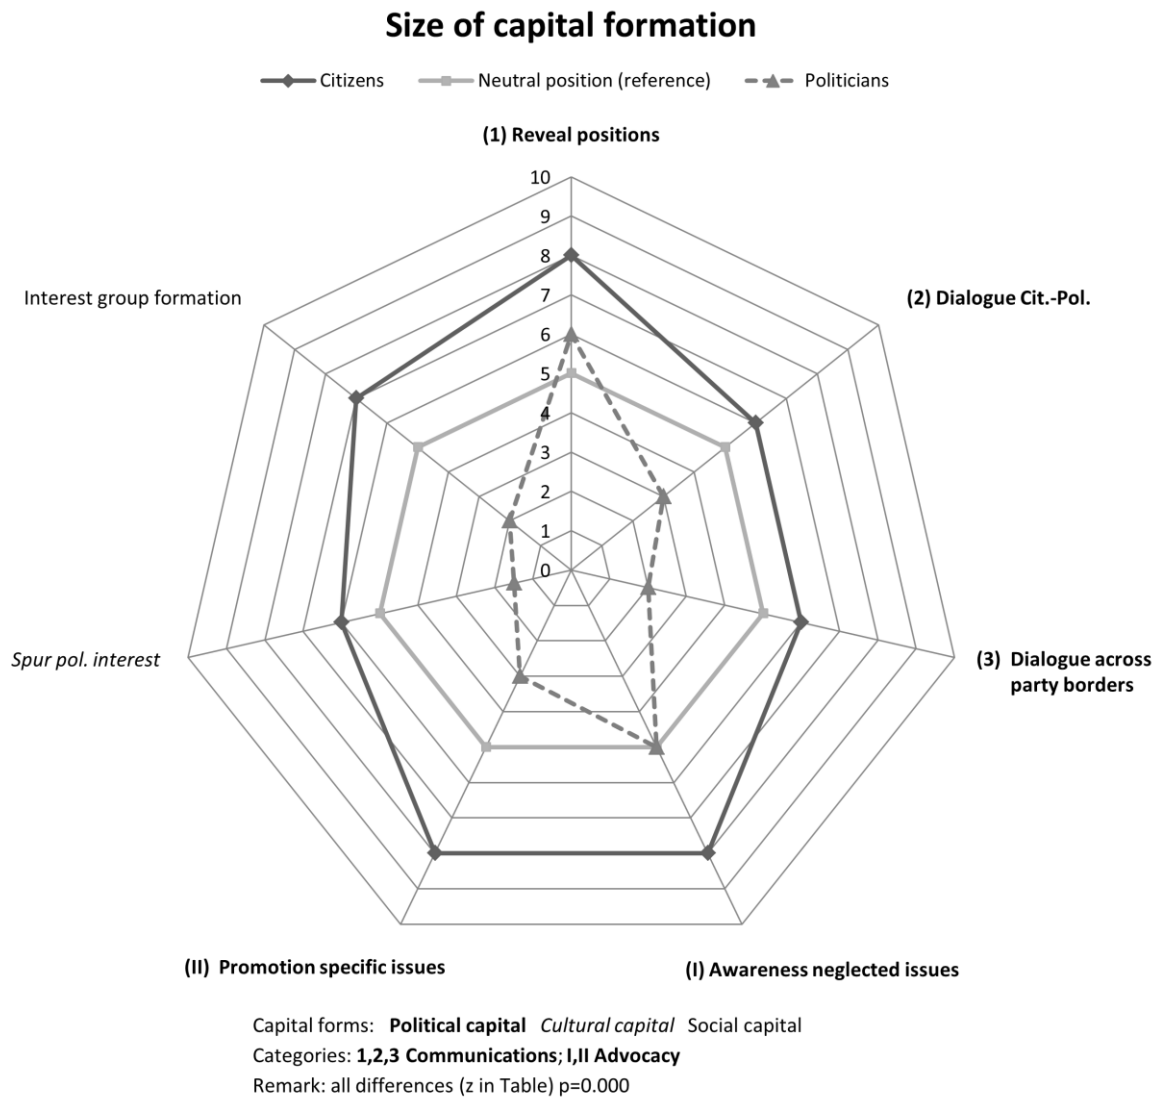 Size of capital formation
Citizens Neutral position (reference) Politicians
(1) Reveal positions
10
9
8
7
6
5
4
3
2
1
0
Interest group formation
(2) Dialogue Cit.-Pol.
Spur pol. interest
(3) Dialogue across
party borders
(II) Promotion specific issues
(I) Awareness neglected issues
Capital forms: Political capital Cultural capital Social capital
Categories: 1,2,3 Communications; I,II Advocacy
Remark: all differences (z in Table) p=0.000